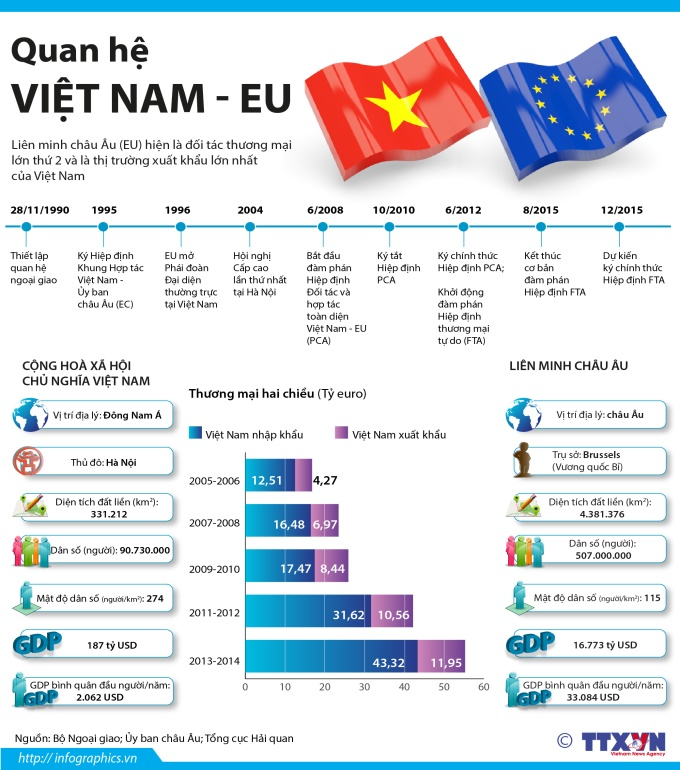 Quan hệ
VIỆT NAM - EU
Liên minh châu Âu (EU) hiện là đối tác thương mại
lớn thứ 2 và là thị trường xuất khẩu lớn nhất
của Việt Nam
28/11/1990
Thiết lập
quan hệ
ngoại giao
1995
Ký Hiệp định
Khung Hợp tác
Việt Nam -
Ủy ban
châu Âu (EC)
1996
EU mở
Phái đoàn
Đại diện
thường trực
tại Việt Nam
2004
Hội nghị
Cấp cao
lần thứ nhất
tại Hà Nội
6/2008
Bắt đầu
đàm phán
Hiệp định
Đối tác và
hợp tác
toàn diện
Việt Nam - EU
(PCA)
10/2010
Ký tắt
Hiệp định
PCA
6/2012
Ký chính thức
Hiệp định PCA;
Khởi động
đàm phán
Hiệp định
thương mại
tự do (FTA)
8/2015
Kết thúc
cơ bản
đàm phán
Hiệp định FTA
12/2015
Dự kiến
ký chính thức
Hiệp định FTA
CỘNG HOÀ XÃ HỘI
CHỦ NGHĨA VIỆT NAM
Vị trí địa lý: Đông Nam Á
Thủ đô: Hà Nội
Diện tích đất liền (km²):
331.212
Dân số (người): 90.730.000
Mật độ dân số (người/km²): 274
GDP
187 tỷ USD
GDP
GDP bình quân đầu người/năm:
2.062 USD
Thương mại hai chiều (Tỷ euro)
Việt Nam nhập khẩu
Việt Nam xuất khẩu
2005-2006
12,51
4,27
2007-2008
16,48
6,97
2009-2010
17,47
8,44
2011-2012
31,62
10,56
2013-2014
43,32
11,95
0 10 20 30 40 50 60
LIÊN MINH CHÂU ÂU
Vị trí địa lý: châu Âu
Trụ sở: Brussels
(Vương quốc Bỉ)
Diện tích đất liền (km²):
4.381.376
Dân số (người):
507.000.000
Mật độ dân số (người/km²): 115
GDP
16.773 tỷ USD
GDP
GDP bình quân đầu người/năm:
33.084 USD
Nguồn: Bộ Ngoại giao; Ủy ban châu Âu; Tổng cục Hải quan
http://infographics.vn
© TTXVN
Vietnam News Agency